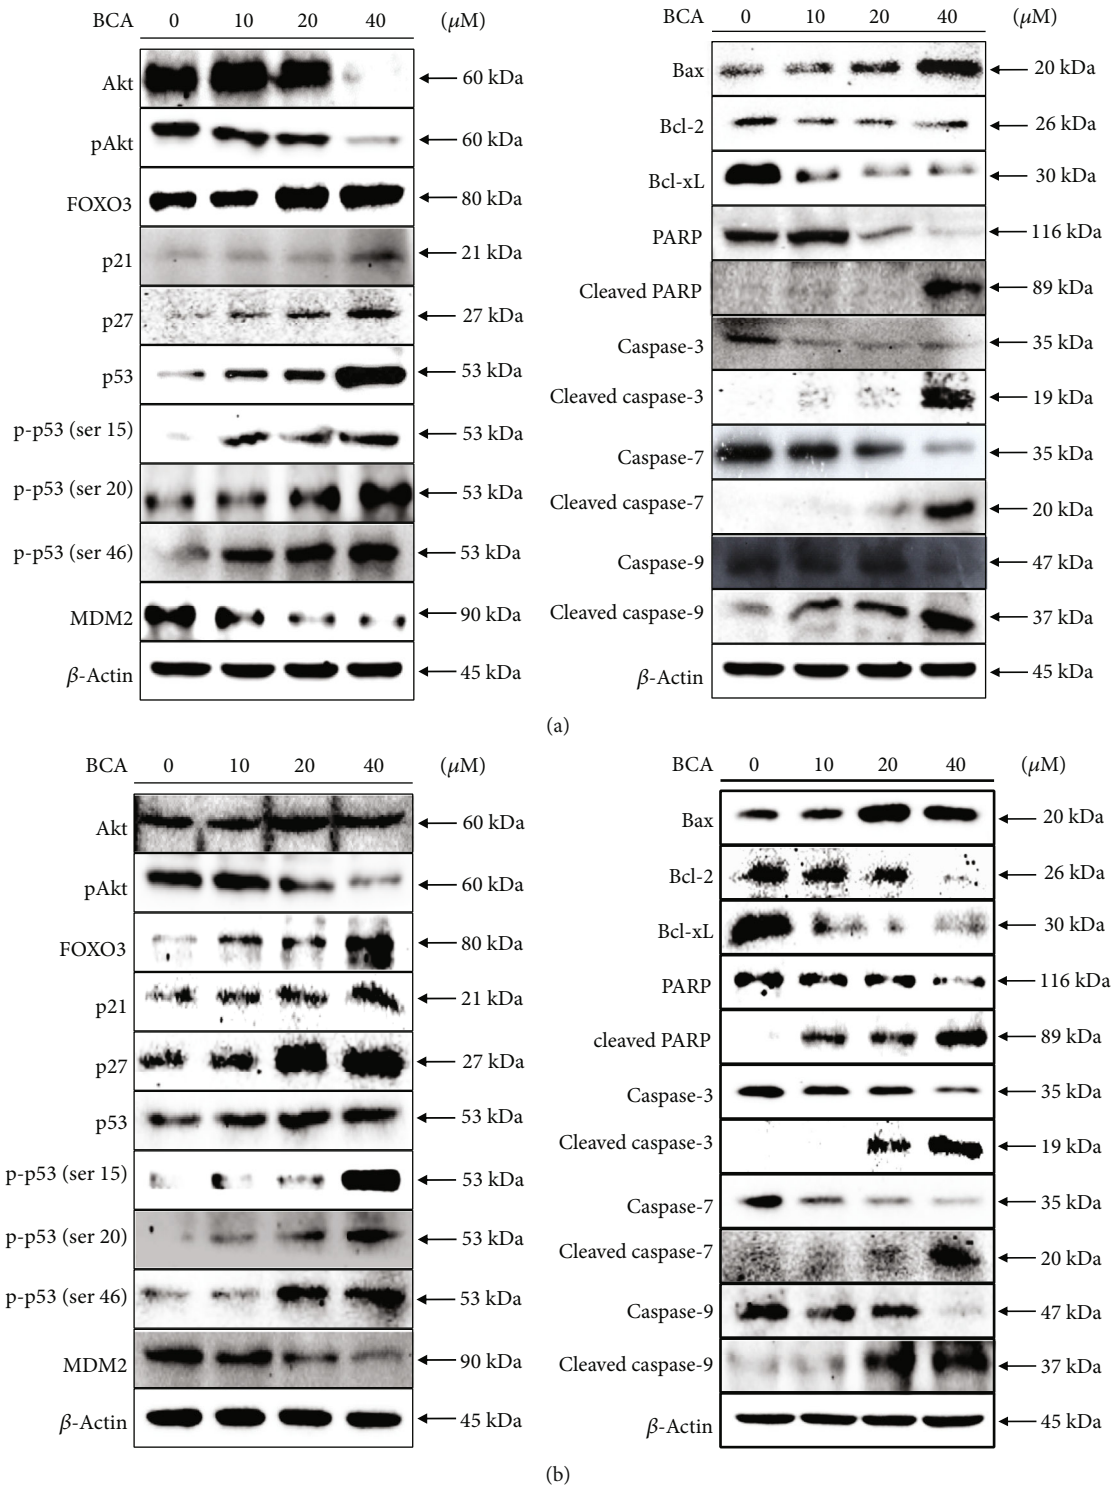 BCA 0 10 20 40 (μM)
Akt 60 kDa
pAkt 60 kDa
FOXO3 80 kDa
p21 21 kDa
p27 27 kDa
p53 53 kDa
p-p53 (ser 15) 53 kDa
p-p53 (ser 20) 53 kDa
p-p53 (ser 46) 53 kDa
MDM2 90 kDa
β-Actin 45 kDa
BCA 0 10 20 40 (μM)
Bax 20 kDa
Bcl-2 26 kDa
Bcl-xL 30 kDa
PARP 116 kDa
Cleaved PARP 89 kDa
Caspase-3 35 kDa
Cleaved caspase-3 19 kDa
Caspase-7 35 kDa
Cleaved caspase-7 20 kDa
Caspase-9 47 kDa
Cleaved caspase-9 37 kDa
β-Actin 45 kDa
(a)
BCA 0 10 20 40 (μM)
Akt 60 kDa
pAkt 60 kDa
FOXO3 80 kDa
p21 21 kDa
p27 27 kDa
p53 53 kDa
p-p53 (ser 15) 53 kDa
p-p53 (ser 20) 53 kDa
p-p53 (ser 46) 53 kDa
MDM2 90 kDa
β-Actin 45 kDa
BCA 0 10 20 40 (μM)
Bax 20 kDa
Bcl-2 26 kDa
Bcl-xL 30 kDa
PARP 116 kDa
cleaved PARP 89 kDa
Caspase-3 35 kDa
Cleaved caspase-3 19 kDa
Caspase-7 35 kDa
Cleaved caspase-7 20 kDa
Caspase-9 47 kDa
Cleaved caspase-9 37 kDa
β-Actin 45 kDa
(b)